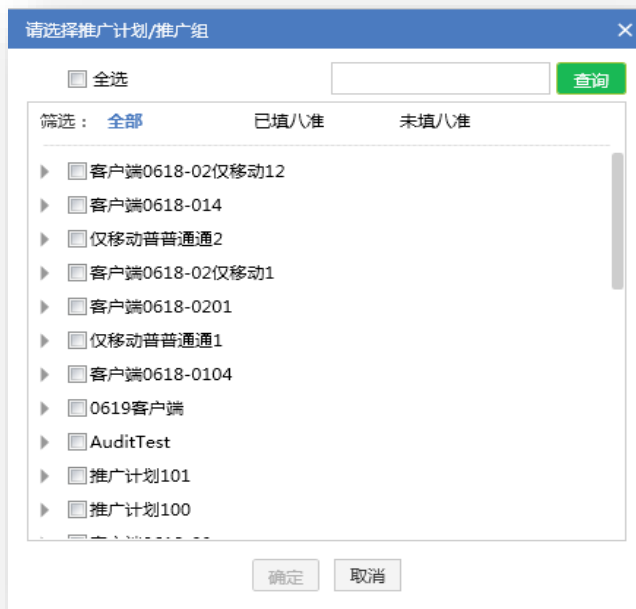 请选择推广计划/推广组
全选 查询
筛选： 全部 已填八准 未填八准
客户端0618-02仅移动12
客户端0618-014
仅移动普普通通2
客户端0618-02仅移动1
客户端0618-0201
仅移动普普通通1
客户端0618-0104
0619客户端
AuditTest
推广计划101
推广计划100
确定 取消